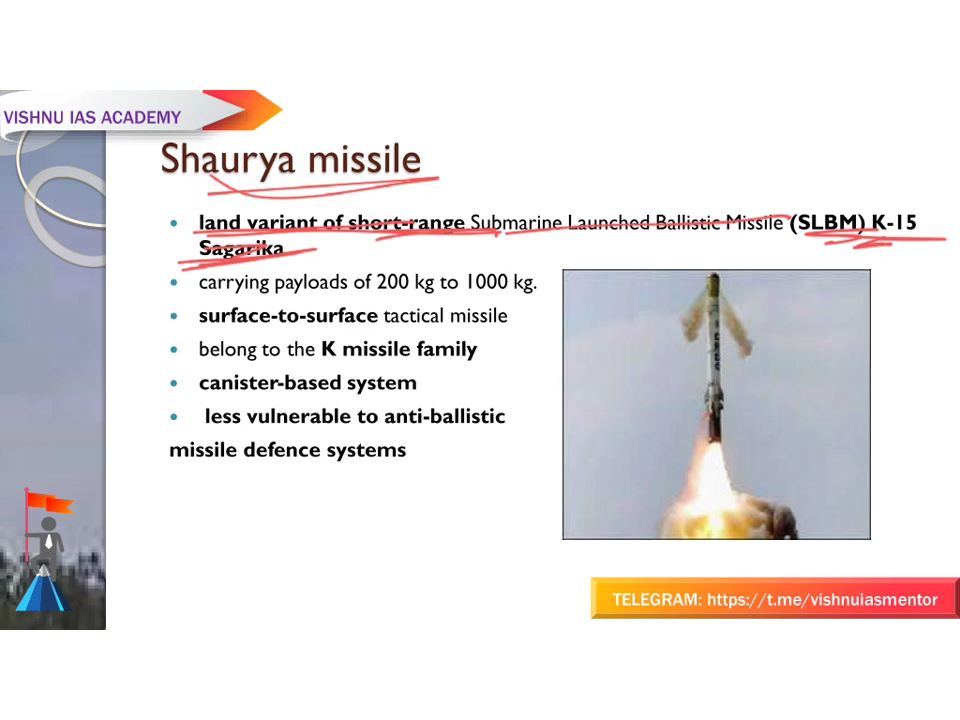 VISHNU IAS ACADEMY
Shaurya missile
• land variant of short-range Submarine Launched Ballistic Missile (SLBM) K-15
Sagarika
• carrying payloads of 200 kg to 1000 kg.
• surface-to-surface tactical missile
• belong to the K missile family
• canister-based system
• less vulnerable to anti-ballistic
missile defence systems
DRDO
TELEGRAM: https://t.me/vishnuiasmentor